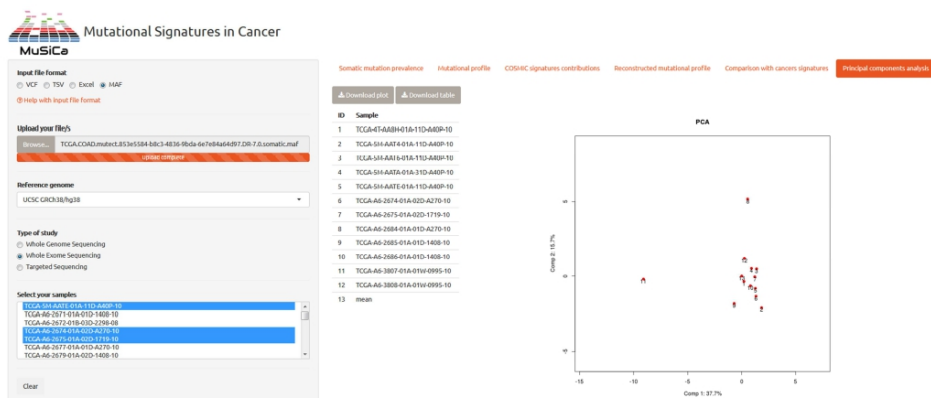 Mutational Signatures in Cancer
MuSiCa
Input file format
VCF TSV Excel MAF
Help with input file format
Upload your file/s
Browse... TCGA.COAD.mutect.853e5584-b8c3-4836-9bda-6e7e84a64d97.DR-7.0.somatic.maf
Upload complete
Reference genome
UCSC GRCh38/hg38
Type of study
Whole Genome Sequencing
Whole Exome Sequencing
Targeted Sequencing
Select your samples
TCGA-5M-AATE-01A-11D-A40P-10
TCGA-A6-2671-01A-01D-1408-10
TCGA-A6-2672-01B-03D-2298-08
TCGA-A6-2674-01A-02D-A270-10
TCGA-A6-2675-01A-02D-1719-10
TCGA-A6-2677-01A-01D-A270-10
TCGA-A6-2679-01A-02D-1408-10
Clear
Somatic mutation prevalence Mutational profile COSMIC signatures contributions Reconstructed mutational profile Comparison with cancers signatures Principal components analysis
Download plot Download table
ID Sample
1 TCGA-4T-AA8H-01A-11D-A40P-10
2 TCGA-5M-AAT4-01A-11D-A40P-10
3 TCGA-5M-AAT6-01A-11D-A40P-10
4 TCGA-5M-AATA-01A-31D-A40P-10
5 TCGA-5M-AATE-01A-11D-A40P-10
6 TCGA-A6-2674-01A-02D-A270-10
7 TCGA-A6-2675-01A-02D-1719-10
8 TCGA-A6-2684-01A-01D-A270-10
9 TCGA-A6-2685-01A-01D-1408-10
10 TCGA-A6-2686-01A-01D-1408-10
11 TCGA-A6-3807-01A-01W-0995-10
12 TCGA-A6-3808-01A-01W-0995-10
13 mean
PCA
Comp 2: 15.7%
5
0
-5
-15 -10 -5 0 5
Comp 1: 37.7%